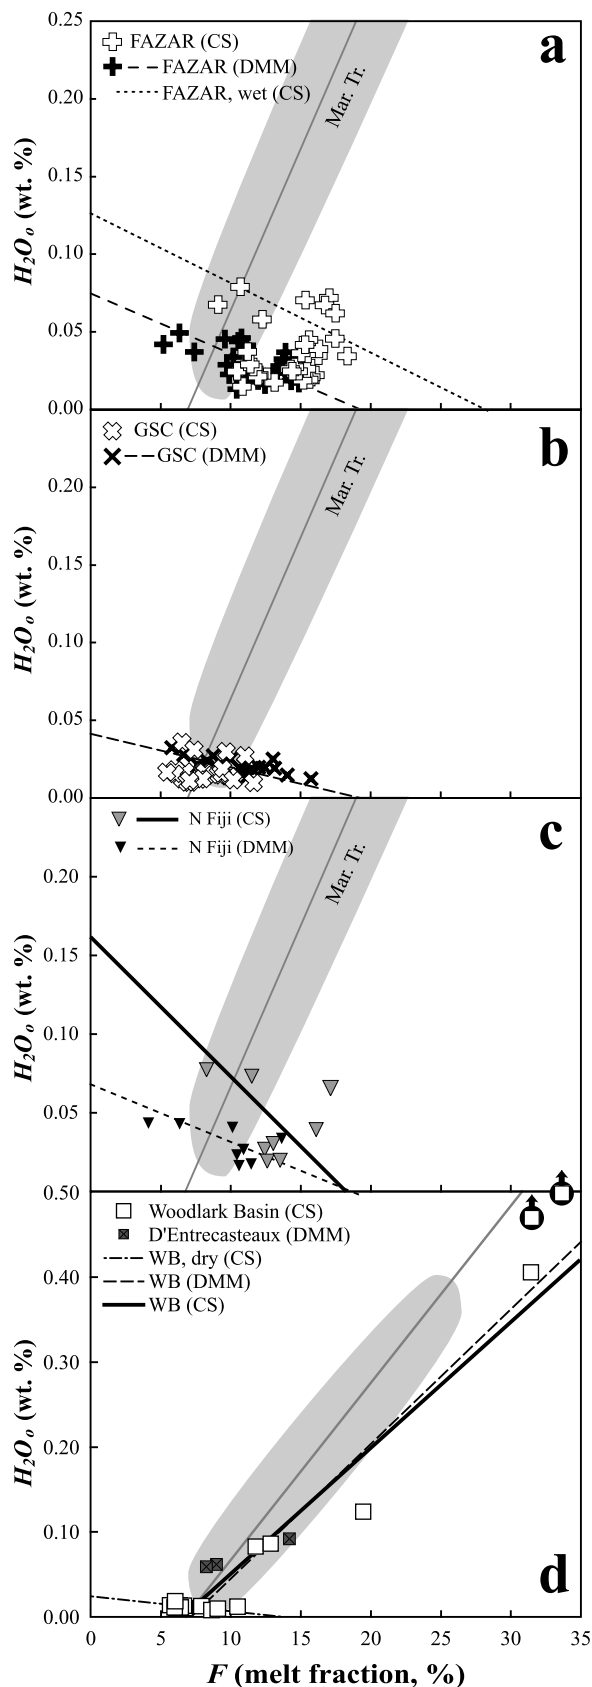 a
FAZAR (CS)
FAZAR (DMM)
FAZAR, wet (CS)
Mar. Tr.
0.25
0.20
0.15
0.10
0.05
0.00
H2Oo (wt. %)
b
GSC (CS)
GSC (DMM)
Mar. Tr.
0.20
0.15
0.10
0.05
0.00
H2Oo (wt. %)
c
N Fiji (CS)
N Fiji (DMM)
Mar. Tr.
0.20
0.15
0.10
0.05
H2Oo (wt. %)
0.50
Woodlark Basin (CS)
D'Entrecasteaux (DMM)
WB, dry (CS)
WB (DMM)
WB (CS)
0.40
0.30
0.20
0.10
0.00
H2Oo (wt. %)
d
0 5 10 15 20 25 30 35
F (melt fraction, %)